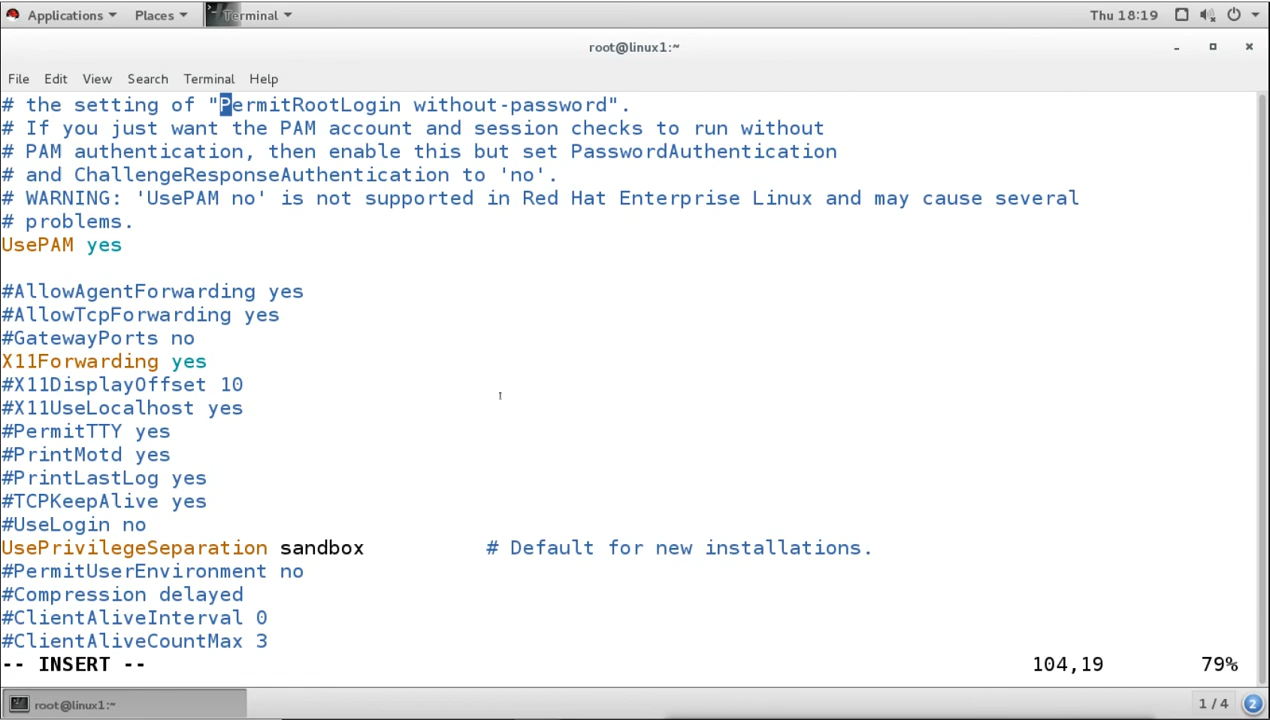 Applications Places Terminal Thu 18:19
root@linux1:~
File Edit View Search Terminal Help
# the setting of "PermitRootLogin without-password".
# If you just want the PAM account and session checks to run without
# PAM authentication, then enable this but set PasswordAuthentication
# and ChallengeResponseAuthentication to 'no'.
# WARNING: 'UsePAM no' is not supported in Red Hat Enterprise Linux and may cause several
# problems.
UsePAM yes
#AllowAgentForwarding yes
#AllowTcpForwarding yes
#GatewayPorts no
X11Forwarding yes
#X11DisplayOffset 10
#X11UseLocalhost yes
#PermitTTY yes
#PrintMotd yes
#PrintLastLog yes
#TCPKeepAlive yes
#UseLogin no
UsePrivilegeSeparation sandbox # Default for new installations.
#PermitUserEnvironment no
#Compression delayed
#ClientAliveInterval 0
#ClientAliveCountMax 3
-- INSERT -- 104,19 79%
root@linux1:~ 1 / 4 2